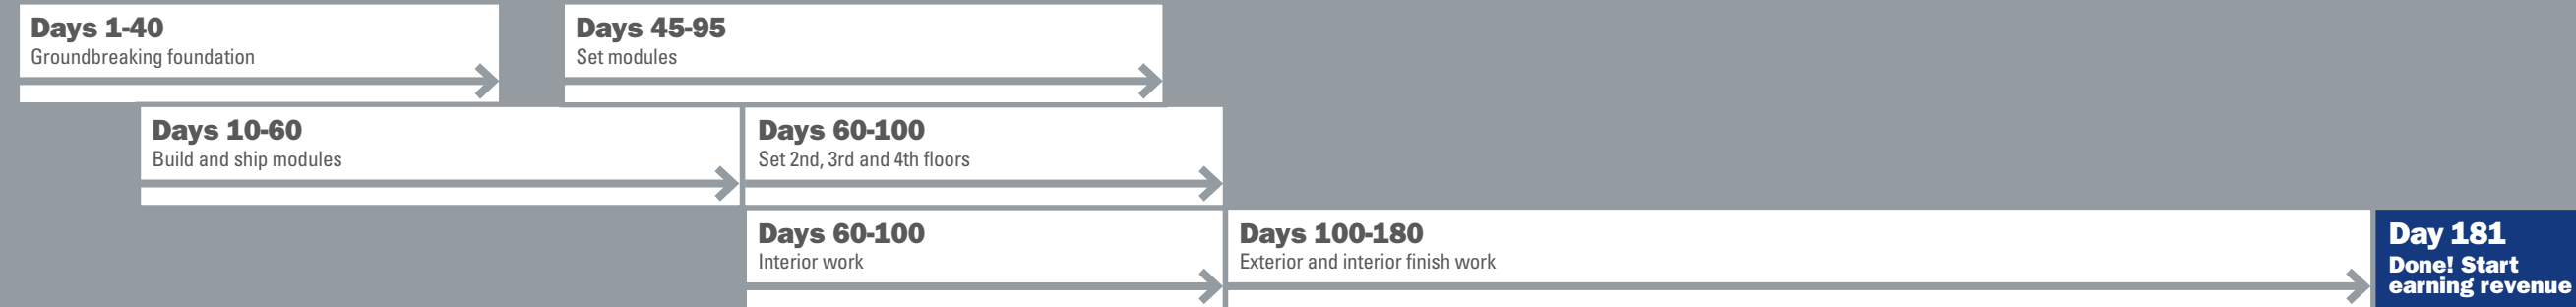 Days 1-40
Groundbreaking foundation
Days 45-95
Set modules
Days 10-60
Build and ship modules
Days 60-100
Set 2nd, 3rd and 4th floors
Days 60-100
Interior work
Days 100-180
Exterior and interior finish work
Day 181
Done! Start
earning revenue